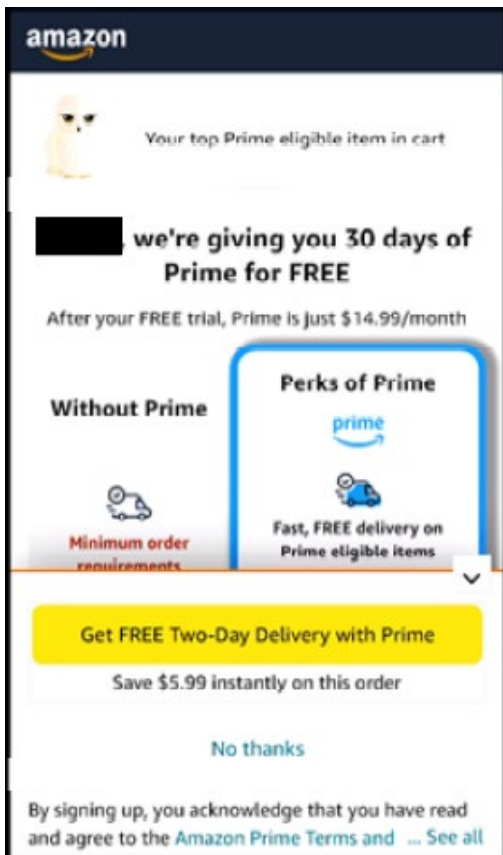 amazon
Your top Prime eligible item in cart
, we're giving you 30 days of
Prime for FREE
After your FREE trial, Prime is just $14.99/month
Without Prime
Minimum order
requirements
Perks of Prime
prime
Fast, FREE delivery on
Prime eligible items
Get FREE Two-Day Delivery with Prime
Save $5.99 instantly on this order
No thanks
By signing up, you acknowledge that you have read
and agree to the Amazon Prime Terms and ... See all